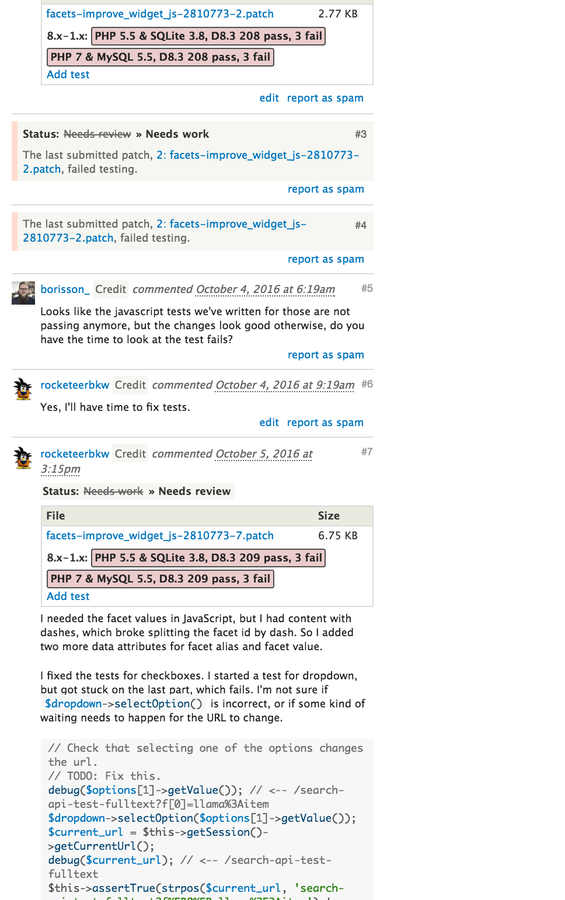 facets-improve_widget_js-2810773-2.patch 2.77 KB
8.x-1.x: PHP 5.5 & SQLite 3.8, D8.3 208 pass, 3 fail
PHP 7 & MySQL 5.5, D8.3 208 pass, 3 fail
Add test
edit report as spam
Status: Needs review » Needs work #3
The last submitted patch, 2: facets-improve_widget_js-2810773-
2.patch, failed testing.
report as spam
The last submitted patch, 2: facets-improve_widget_js- #4
2810773-2.patch, failed testing.
report as spam
borisson_ Credit commented October 4, 2016 at 6:19am #5
Looks like the javascript tests we've written for those are not
passing anymore, but the changes look good otherwise, do you
have the time to look at the test fails?
report as spam
rocketeerbkw Credit commented October 4, 2016 at 9:19am #6
Yes, I'll have time to fix tests.
edit report as spam
rocketeerbkw Credit commented October 5, 2016 at #7
3:15pm
Status: Needs work » Needs review
File Size
facets-improve_widget_js-2810773-7.patch 6.75 KB
8.x-1.x: PHP 5.5 & SQLite 3.8, D8.3 209 pass, 3 fail
PHP 7 & MySQL 5.5, D8.3 209 pass, 3 fail
Add test
I needed the facet values in JavaScript, but I had content with
dashes, which broke splitting the facet id by dash. So I added
two more data attributes for facet alias and facet value.
I fixed the tests for checkboxes. I started a test for dropdown,
but got stuck on the last part, which fails. I'm not sure if
$dropdown->selectOption() is incorrect, or if some kind of
waiting needs to happen for the URL to change.
// Check that selecting one of the options changes
the url.
// TODO: Fix this.
debug($options[1]->getValue()); // <-- /search-
api-test-fulltext?f[0]=llama%3Aitem
$dropdown->selectOption($options[1]->getValue());
$current_url = $this->getSession()-
>getCurrentUrl();
debug($current_url); // <-- /search-api-test-
fulltext
$this->assertTrue(strpos($current_url, 'search-